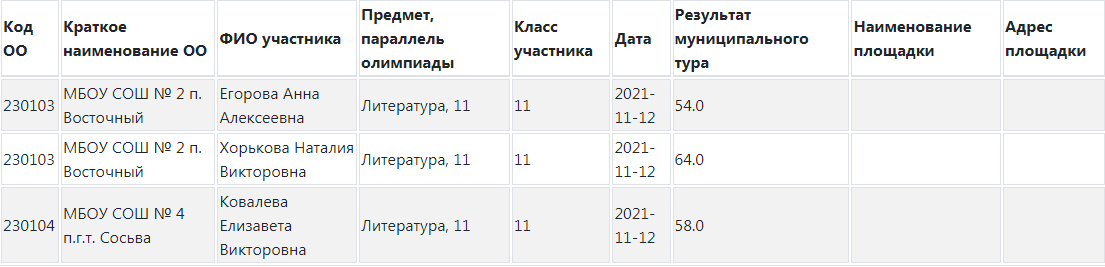 Код ОО
Краткое наименование ОО
ФИО участника
Предмет, параллель олимпиады
Класс участника
Дата
Результат муниципального тура
Наименование площадки
Адрес площадки
230103
МБОУ СОШ № 2 п. Восточный
Егорова Анна Алексеевна
Литература, 11
11
2021-11-12
54.0
230103
МБОУ СОШ № 2 п. Восточный
Хорькова Наталия Викторовна
Литература, 11
11
2021-11-12
64.0
230104
МБОУ СОШ № 4 п.г.т. Сосьва
Ковалева Елизавета Викторовна
Литература, 11
11
2021-11-12
58.0